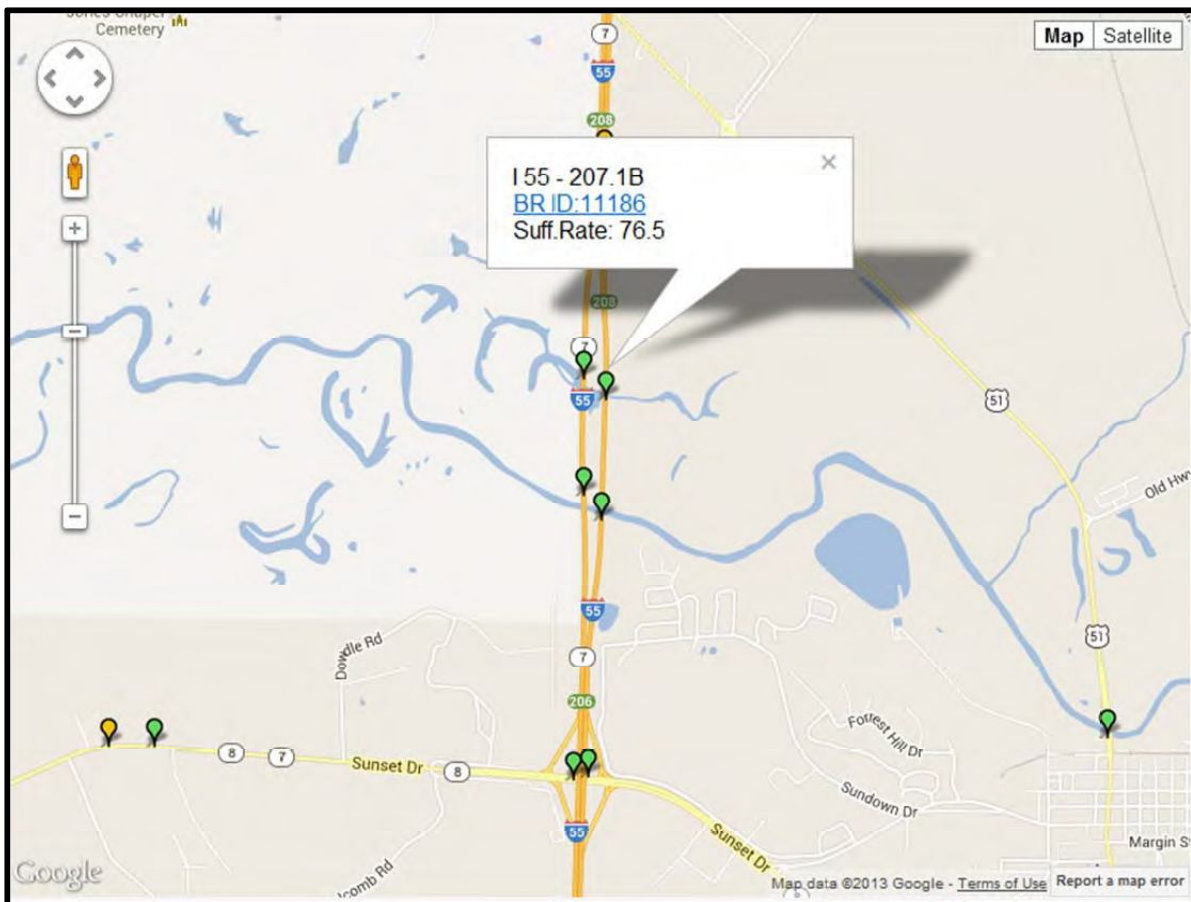 Cemetery
Map Satellite
7
55
208
I 55 - 207.1B
BR ID:11186
Suff.Rate: 76.5
208
7
55
51
Old Hwy
55
Dowdle Rd
7
51
206
Forrest Hill Dr
8 7 Sunset Dr 8
Sundown Dr
55
Sunset Dr
Margin St
Google
Map data ©2013 Google - Terms of Use Report a map error